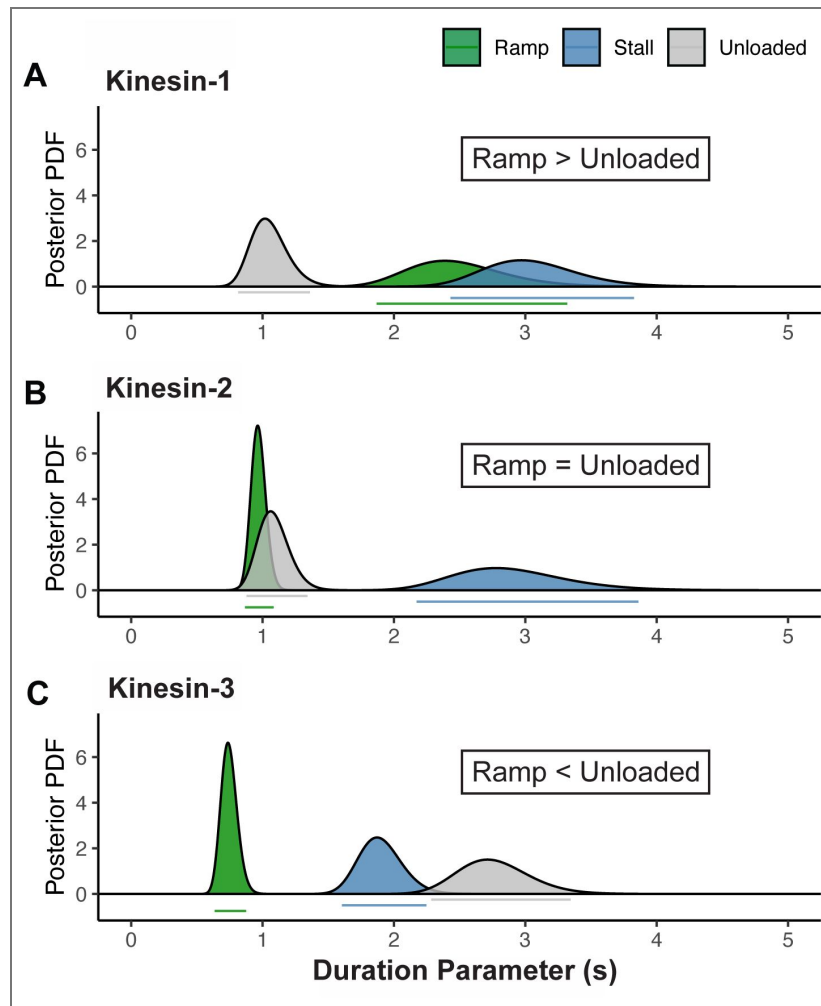 Ramp Stall Unloaded
A Kinesin-1
Ramp > Unloaded
Posterior PDF
6
4
2
0
0 1 2 3 4 5
B Kinesin-2
Ramp = Unloaded
Posterior PDF
6
4
2
0
0 1 2 3 4 5
C Kinesin-3
Ramp < Unloaded
Posterior PDF
6
4
2
0
0 1 2 3 4 5
Duration Parameter (s)